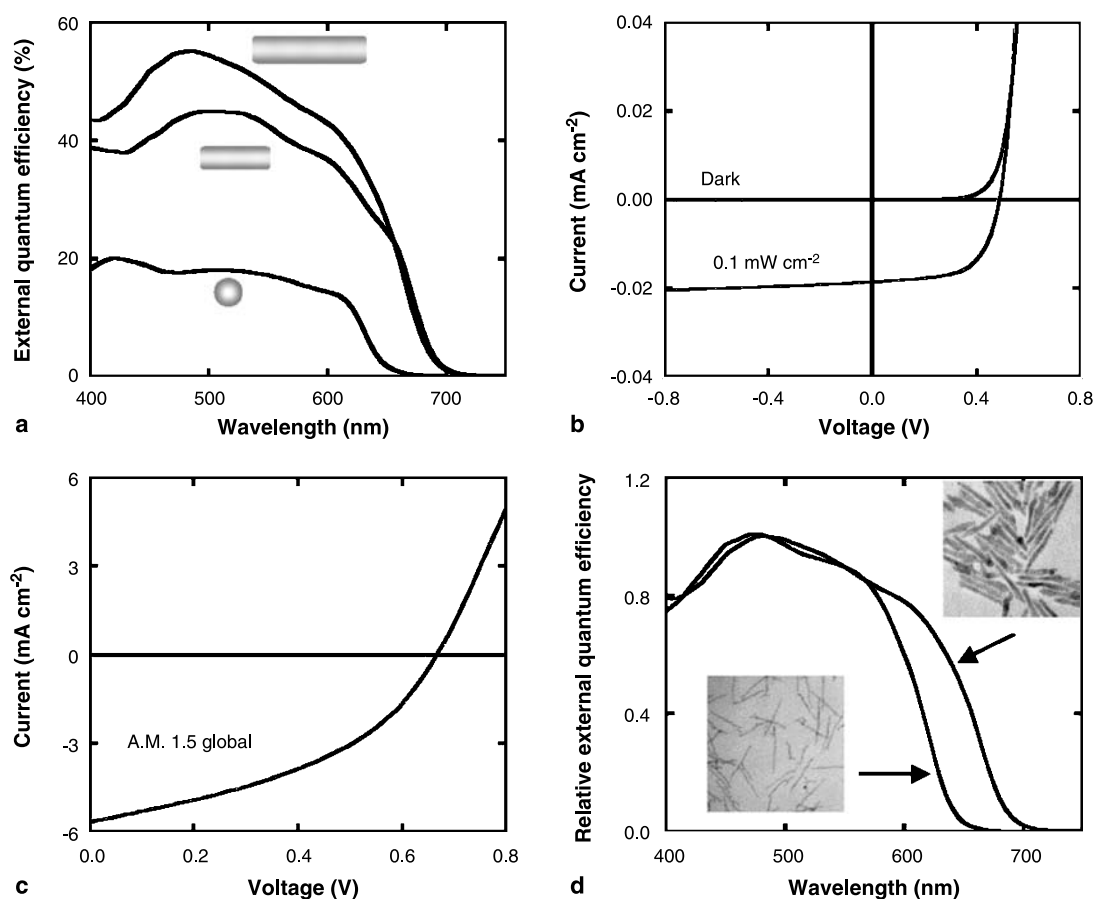 60
40
20
0
400
500
600
700
External quantum efficiency (%)
Wavelength (nm)
a
0.04
0.02
0.00
-0.02
-0.04
-0.8
-0.4
0.0
0.4
0.8
Dark
0.1 mW cm-2
Current (mA cm-2)
Voltage (V)
b
6
3
0
-3
-6
0.0
0.2
0.4
0.6
0.8
A.M. 1.5 global
Current (mA cm-2)
Voltage (V)
c
1.2
0.8
0.4
0.0
400
500
600
700
Relative external quantum efficiency
Wavelength (nm)
d